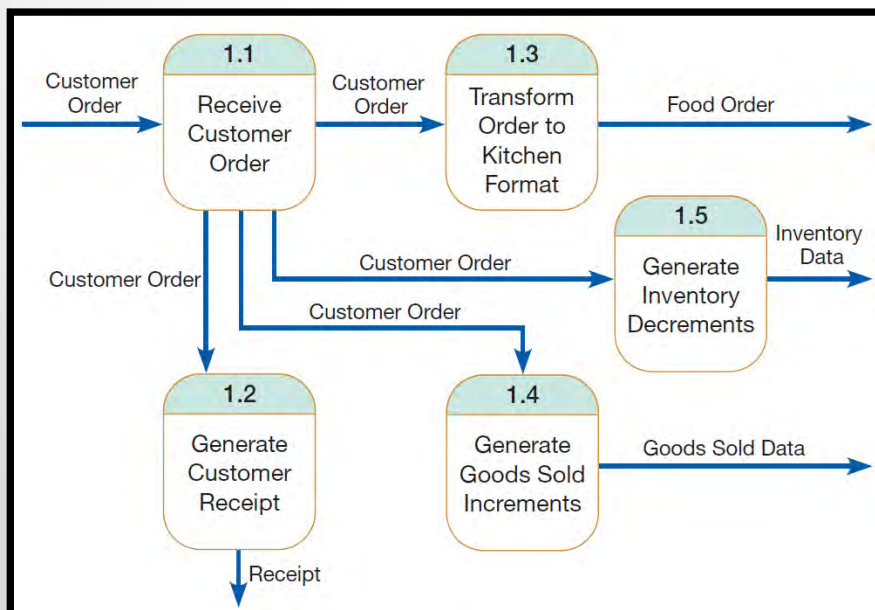 1.1
1.3
Customer
Order
Receive
Customer
Order
Customer
Order
Transform
Order to
Kitchen
Format
Food Order
1.5
Inventory
Data
Customer Order
Generate
Inventory
Decrements
Customer Order
Customer Order
1.2
1.4
Generate
Customer
Receipt
Generate
Goods Sold
Increments
Goods Sold Data
Receipt